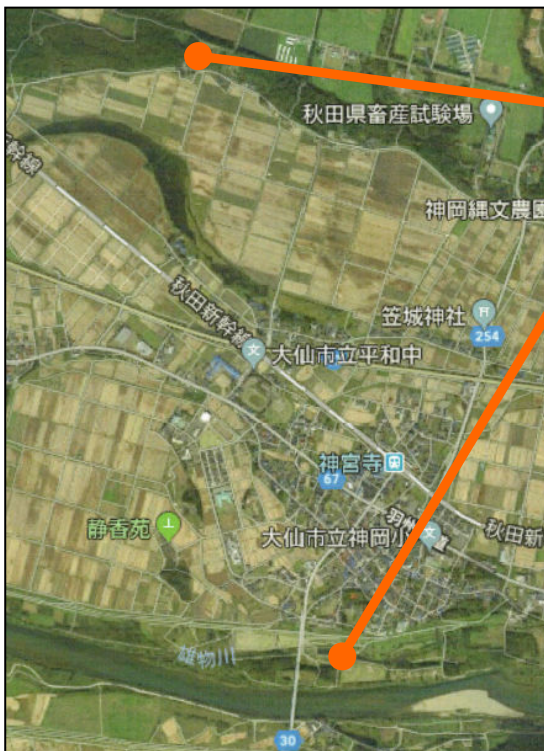 秋田県畜産試験場
幹線
神岡縄文農園
秋田新幹線
笠城神社
254
大仙市立平和中
神宮寺
67
静香苑
大仙市立神岡小
秋田新
雄物川
30